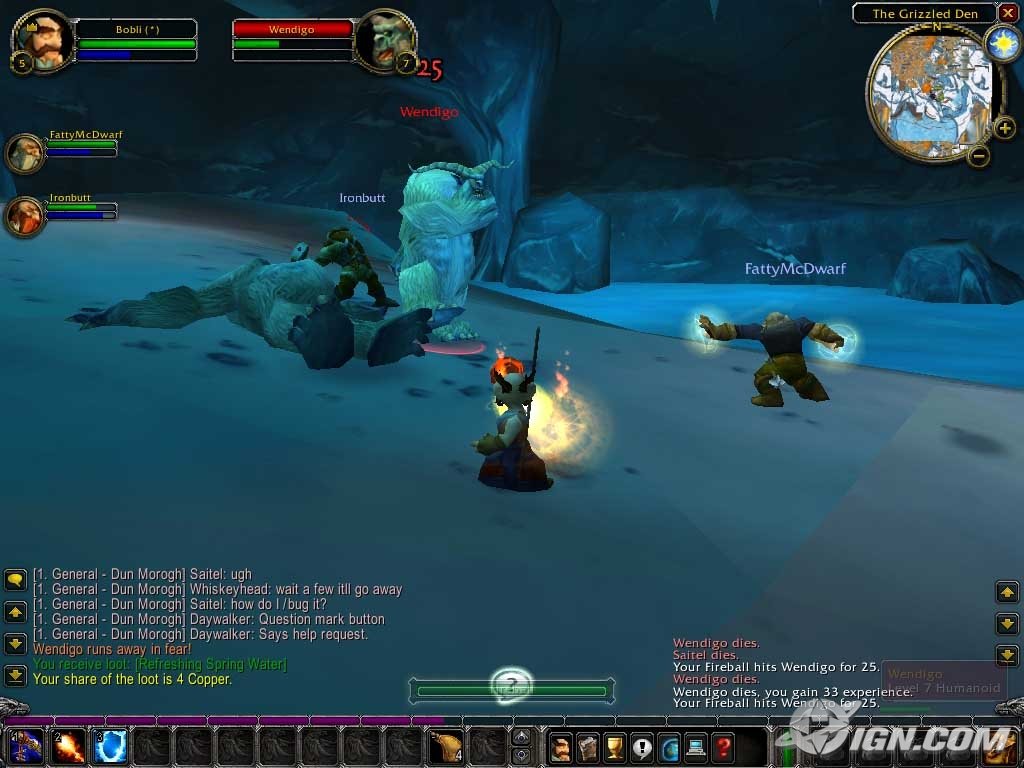 Bobli (*)
5
Wendigo
7
25
The Grizzled Den
N
Wendigo
FattyMcDwarf
Ironbutt
Ironbutt
FattyMcDwarf
[1. General - Dun Morogh] Saitel: ugh
[1. General - Dun Morogh] Whiskeyhead: wait a few itll go away
[1. General - Dun Morogh] Saitel: how do I /bug it?
[1. General - Dun Morogh] Daywalker: Question mark button
[1. General - Dun Morogh] Daywalker: Says help request.
Wendigo runs away in fear!
You receive loot: [Refreshing Spring Water]
Your share of the loot is 4 Copper.
Wendigo dies.
Saitel dies.
Your Fireball hits Wendigo for 25.
Wendigo dies.
Wendigo dies, you gain 33 experience.
Your Fireball hits Wendigo for 25.
Wendigo
Level 7 Humanoid
1
2
3
4
IGN.COM